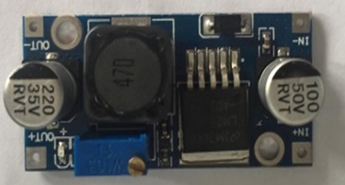 OUT-
IN-
470
220
35V
RVT
100
50V
RVT
OUT+
IN+